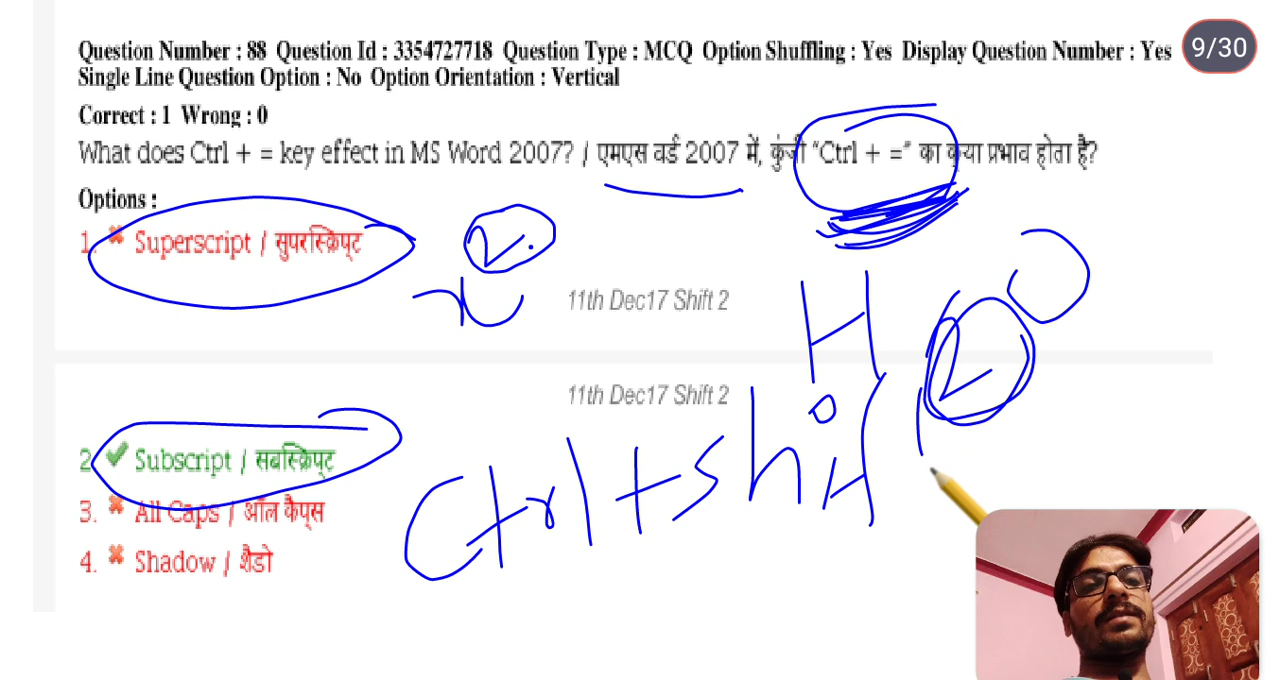 9/30
Question Number : 88 Question Id : 3354727718 Question Type : MCQ Option Shuffling : Yes Display Question Number : Yes
Single Line Question Option : No Option Orientation : Vertical
Correct : 1 Wrong : 0
What does Ctrl + = key effect in MS Word 2007? / एमएस वर्ड 2007 में, कुंजी "Ctrl + =" का क्या प्रभाव होता है?
Options :
1. ✖ Superscript / सुपरस्क्रिप्ट
x 2
11th Dec17 Shift 2
H 2 O
11th Dec17 Shift 2
2. ✔ Subscript / सबस्क्रिप्ट
Ctrl + shi
3. ✖ All Caps / ऑल कैप्स
4. ✖ Shadow / शैडो